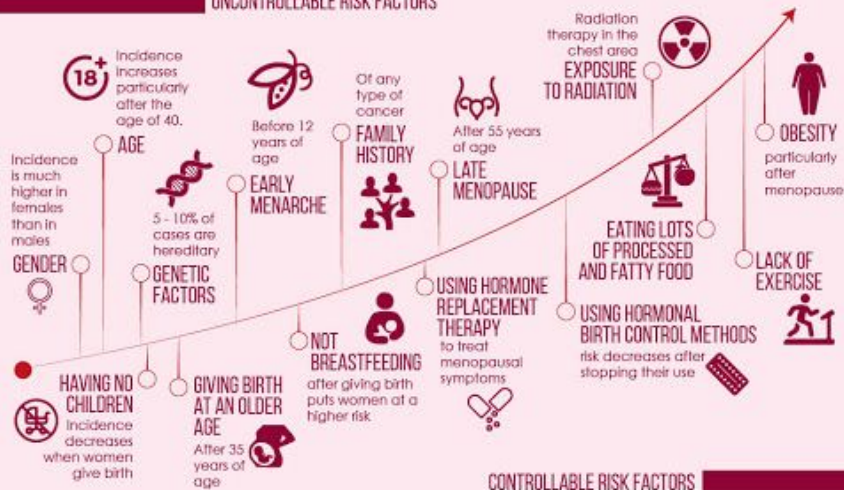 UNCONTROLLABLE RISK FACTORS
Incidence
is much
higher in
females
than in
males
GENDER
18+
Incidence
increases
particularly
after the
age of 40.
AGE
5 - 10% of
cases are
hereditary
GENETIC
FACTORS
Before 12
years of
age
EARLY
MENARCHE
Of any
type of
cancer
FAMILY
HISTORY
After 55 years
of age
LATE
MENOPAUSE
Radiation
therapy in the
chest area
EXPOSURE
TO RADIATION
HAVING NO
CHILDREN
Incidence
decreases
when women
give birth
GIVING BIRTH
AT AN OLDER
AGE
After 35
years of
age
NOT
BREASTFEEDING
after giving birth
puts women at a
higher risk
USING HORMONE
REPLACEMENT
THERAPY
to treat
menopausal
symptoms
USING HORMONAL
BIRTH CONTROL METHODS
risk decreases after
stopping their use
EATING LOTS
OF PROCESSED
AND FATTY FOOD
LACK OF
EXERCISE
OBESITY
particularly
after
menopause
CONTROLLABLE RISK FACTORS